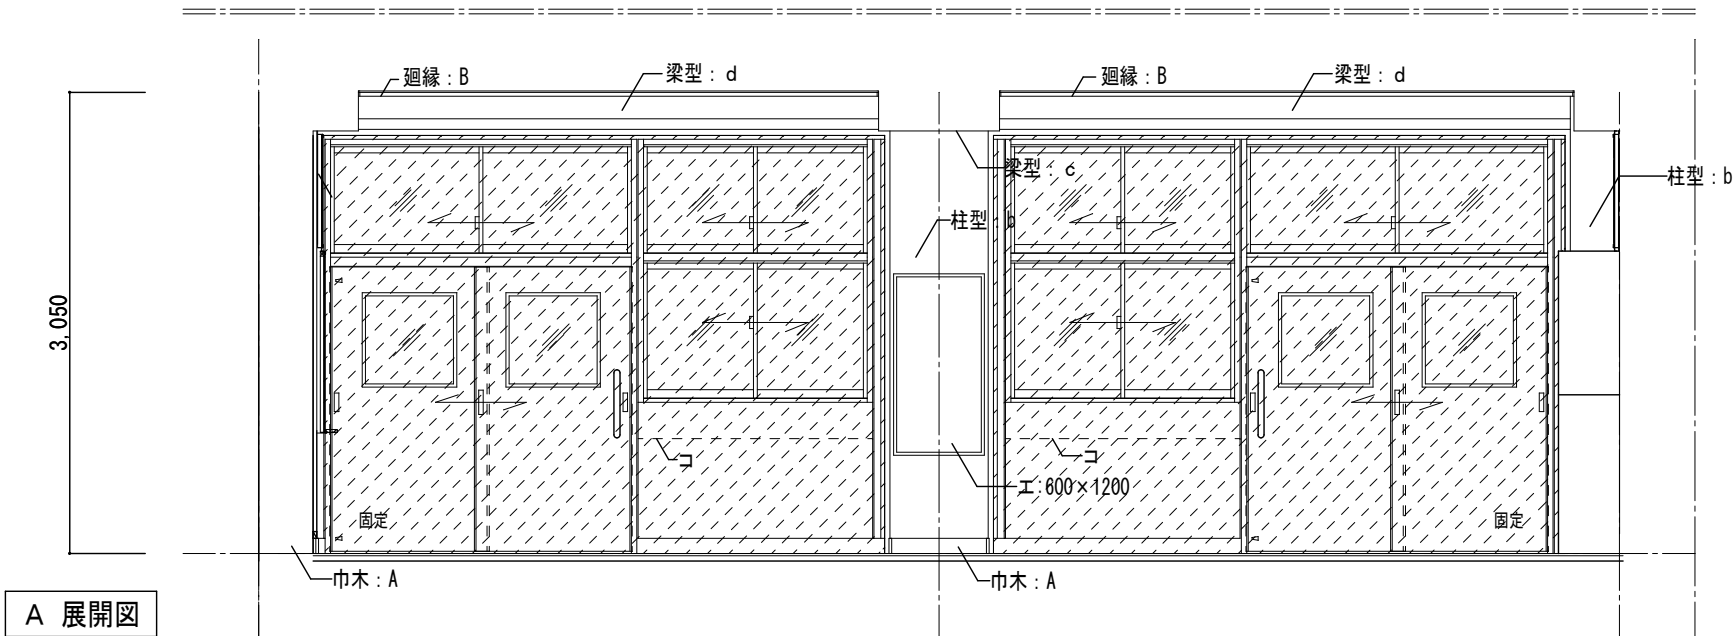 廻縁：B
梁型：d
廻縁：B
梁型：d
梁型：c
柱型：b
柱型：b
3,050
コ
コ
エ:600×1200
固定
固定
巾木：A
巾木：A
A 展開図